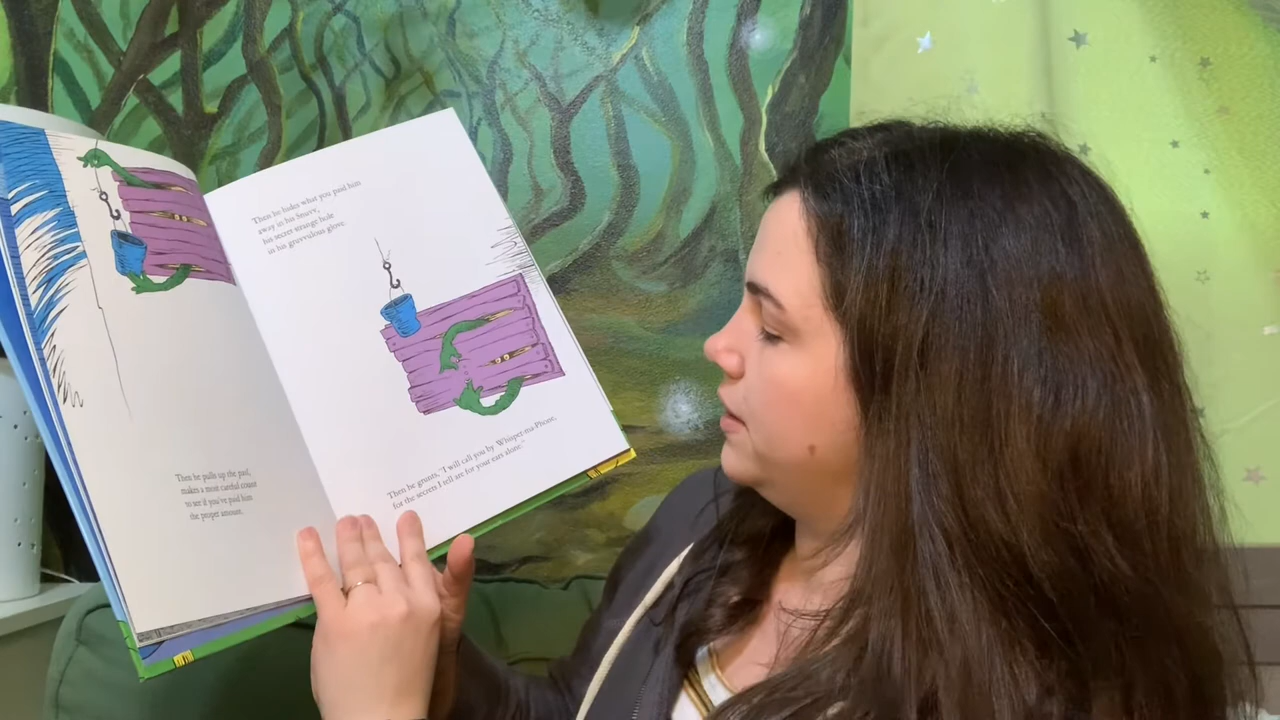 Then he pulls up the pail,
makes a most careful count
to see if you've paid him
the proper amount.
Then he hides what you paid him
away in his Snuvv,
his secret strange hole
in his gruvvulous glove.
Then he grunts, "I will call you by Whisper-ma-Phone,
for the secrets I tell are for your ears alone."